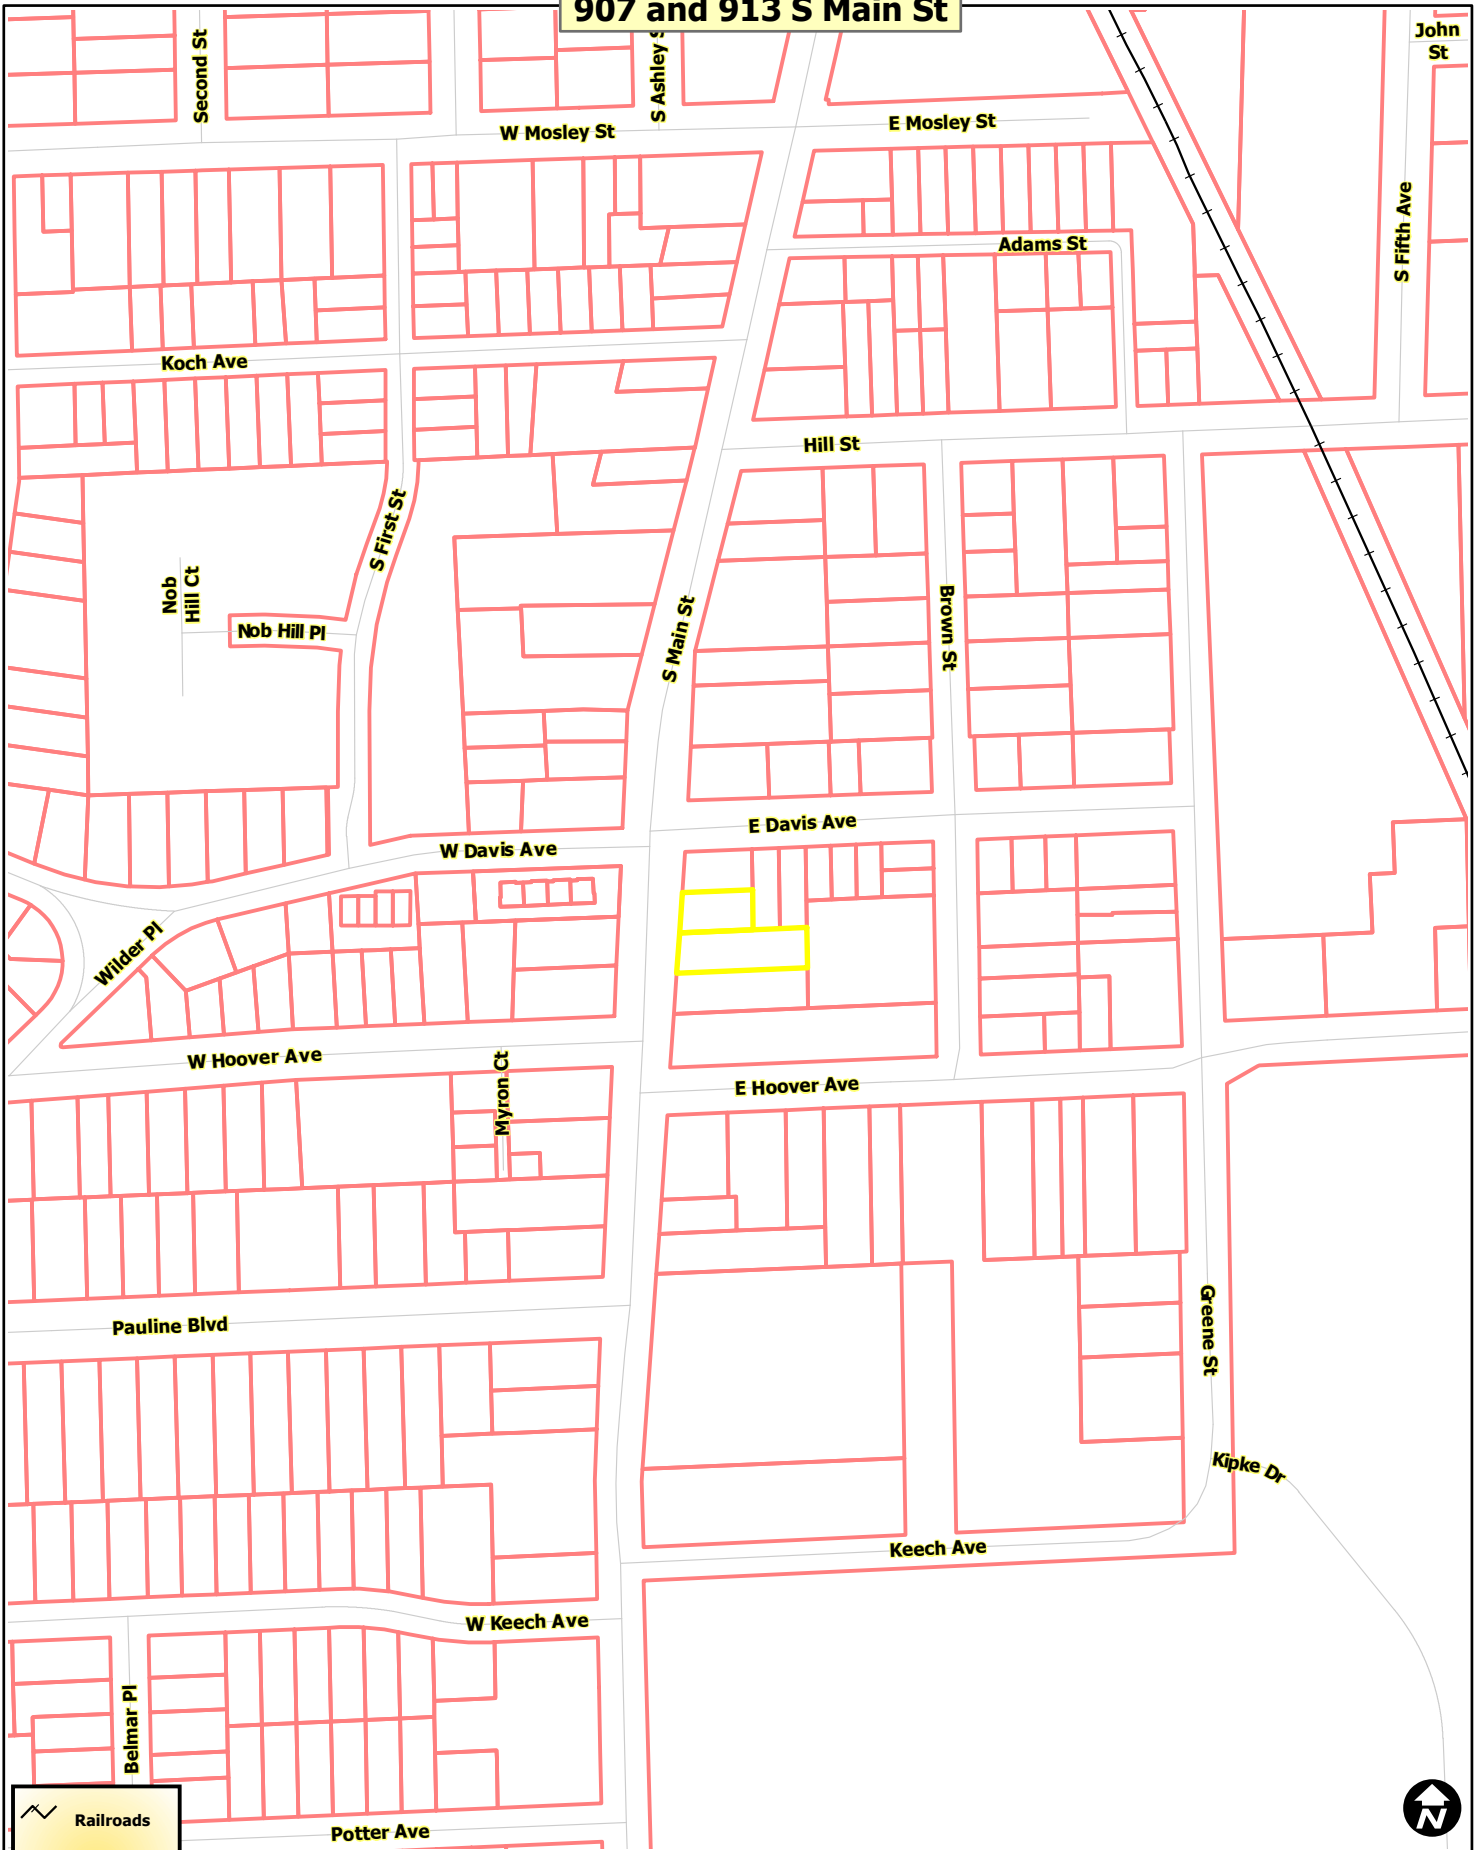 907 and 913 S Main St
John
St
Second St
S Ashley S
W Mosley St
E Mosley St
S Fifth Ave
Adams St
Koch Ave
Hill St
S First St
Nob
Hill Ct
Nob Hill Pl
S Main St
Brown St
E Davis Ave
W Davis Ave
Wilder Pl
W Hoover Ave
Myron Ct
E Hoover Ave
Pauline Blvd
Greene St
Kipke Dr
Keech Ave
W Keech Ave
Belmar Pl
Railroads
Potter Ave
N